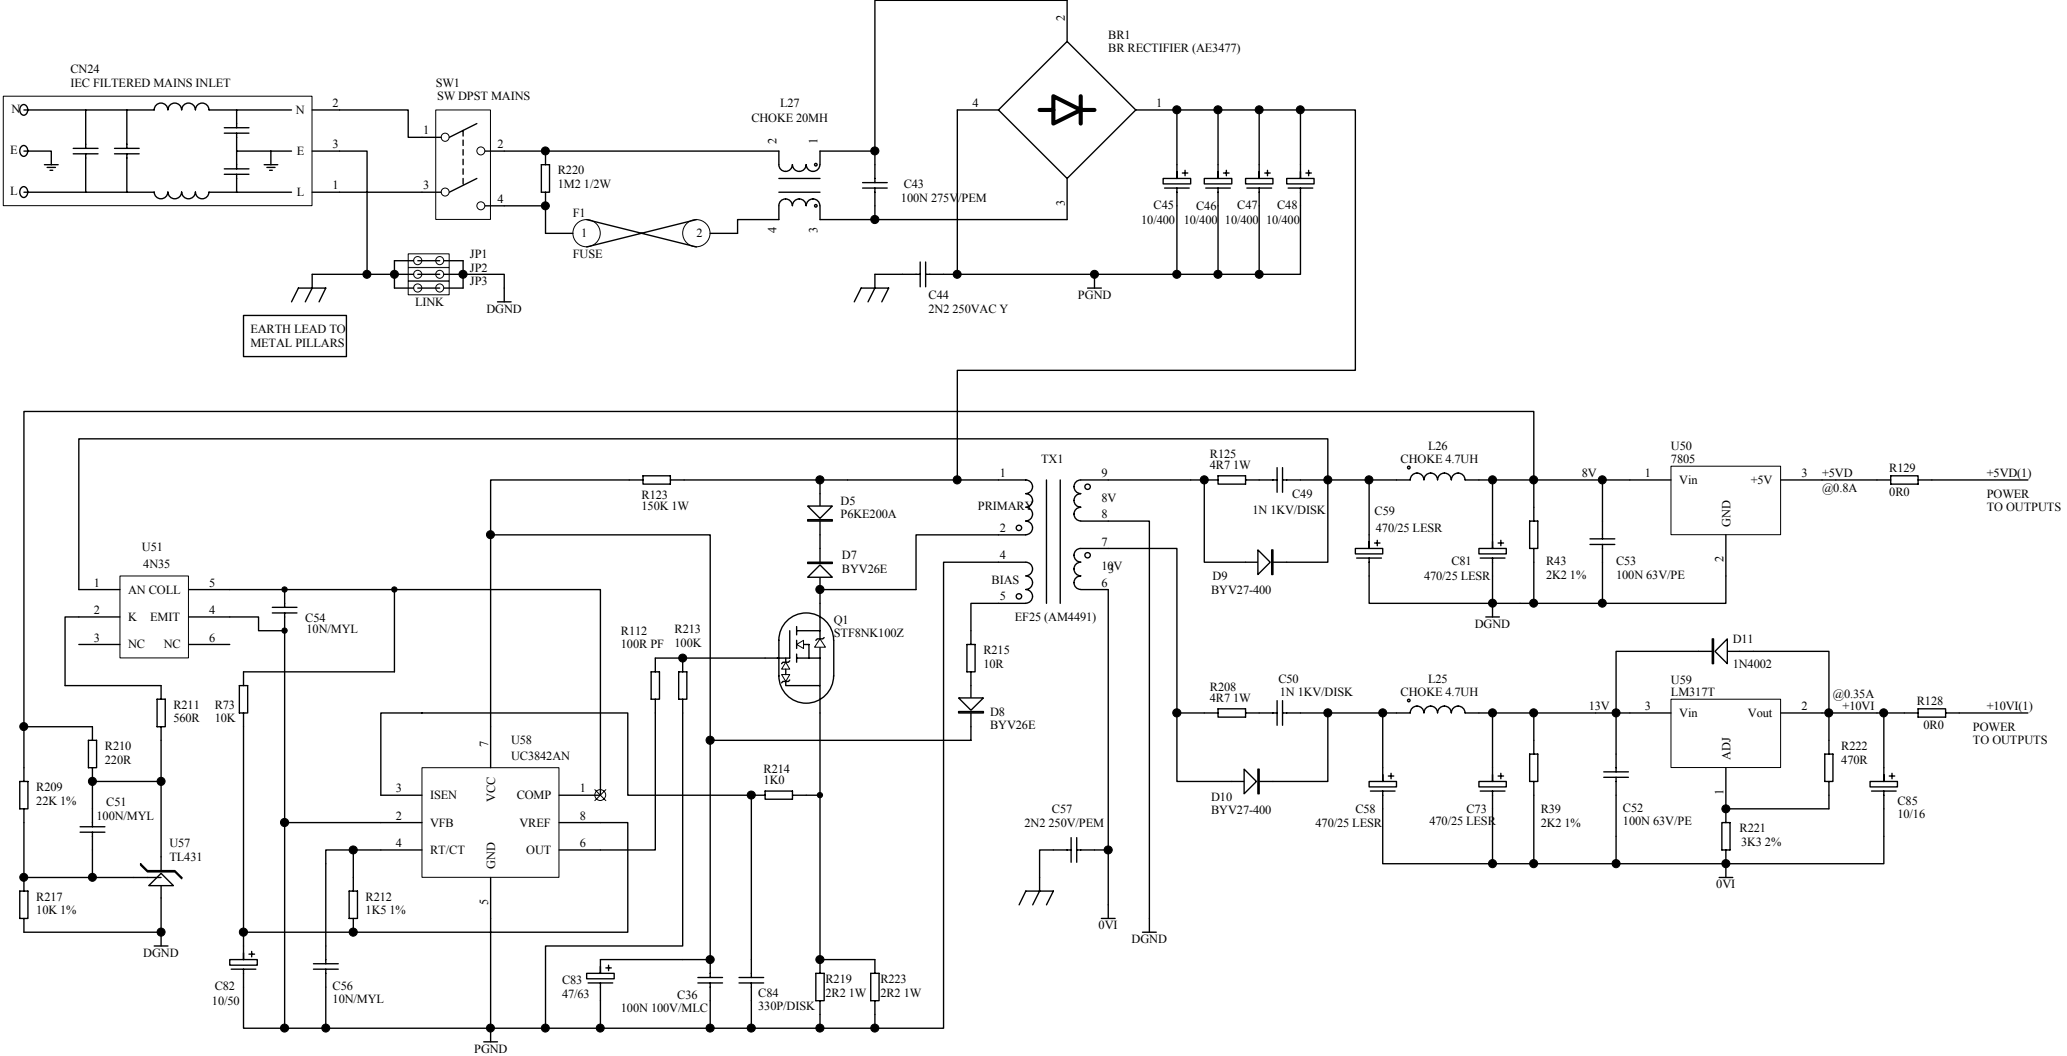 CN24
IEC FILTERED MAINS INLET
N
N
2
E
E
3
L
L
1
SW1
SW DPST MAINS
1
2
3
4
R220
1M2 1/2W
F1
1
2
FUSE
L27
CHOKE 20MH
2
1
4
3
C43
100N 275V/PEM
BR1
BR RECTIFIER (AE3477)
2
4
1
3
C45
10/400
C46
10/400
C47
10/400
C48
10/400
C44
2N2 250VAC Y
PGND
JP1
JP2
JP3
LINK
DGND
EARTH LEAD TO
METAL PILLARS
R123
150K 1W
D5
P6KE200A
D7
BYV26E
TX1
1
PRIMARY
2
4
BIAS
5
9
8V
8
7
10V
3
6
EF25 (AM4491)
R125
4R7 1W
C49
1N 1KV/DISK
D9
BYV27-400
C59
470/25 LESR
L26
CHOKE 4.7UH
C81
470/25 LESR
R43
2K2 1%
8V
C53
100N 63V/PE
U50
7805
1
Vin
+5V
3
GND
2
+5VD
@0.8A
R129
0R0
+5VD(1)
POWER
TO OUTPUTS
DGND
U51
4N35
1
AN
COLL
5
2
K
EMIT
4
3
NC
NC
6
C54
10N/MYL
R112
100R PF
R213
100K
Q1
STF8NK100Z
R215
10R
D8
BYV26E
R211
560R
R73
10K
R210
220R
R209
22K 1%
C51
100N/MYL
U57
TL431
R217
10K 1%
DGND
U58
UC3842AN
7
3
ISEN
VCC
COMP
1
2
VFB
VREF
8
4
RT/CT
GND
OUT
6
5
R212
1K5 1%
R214
1K0
C82
10/50
C56
10N/MYL
C83
47/63
C36
100N 100V/MLC
C84
330P/DISK
R219
2R2 1W
R223
2R2 1W
PGND
C57
2N2 250V/PEM
0VI
DGND
R208
4R7 1W
C50
1N 1KV/DISK
D10
BYV27-400
L25
CHOKE 4.7UH
C58
470/25 LESR
C73
470/25 LESR
R39
2K2 1%
13V
C52
100N 63V/PE
D11
1N4002
U59
LM317T
3
Vin
Vout
2
ADJ
1
@0.35A
+10VI
R222
470R
R221
3K3 2%
C85
10/16
R128
0R0
+10VI(1)
POWER
TO OUTPUTS
0VI